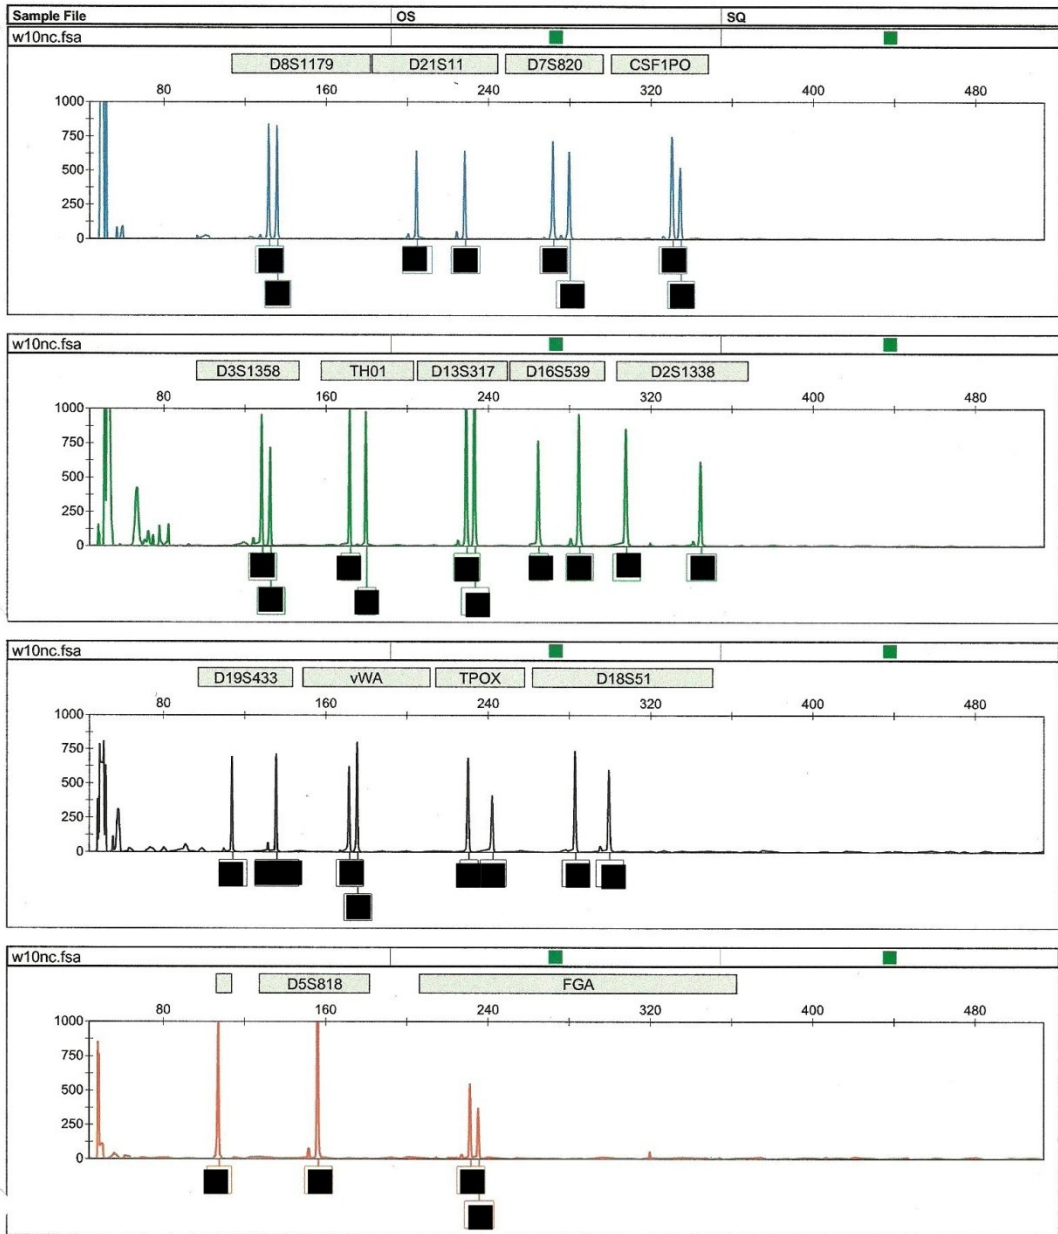 Sample File OS SQ
w10nc.fsa
D8S1179 D21S11 D7S820 CSF1PO
80 160 240 320 400 480
1000
750
500
250
0
w10nc.fsa
D3S1358 TH01 D13S317 D16S539 D2S1338
80 160 240 320 400 480
1000
750
500
250
0
w10nc.fsa
D19S433 vWA TPOX D18S51
80 160 240 320 400 480
1000
750
500
250
0
w10nc.fsa
D5S818 FGA
80 160 240 320 400 480
1000
750
500
250
0